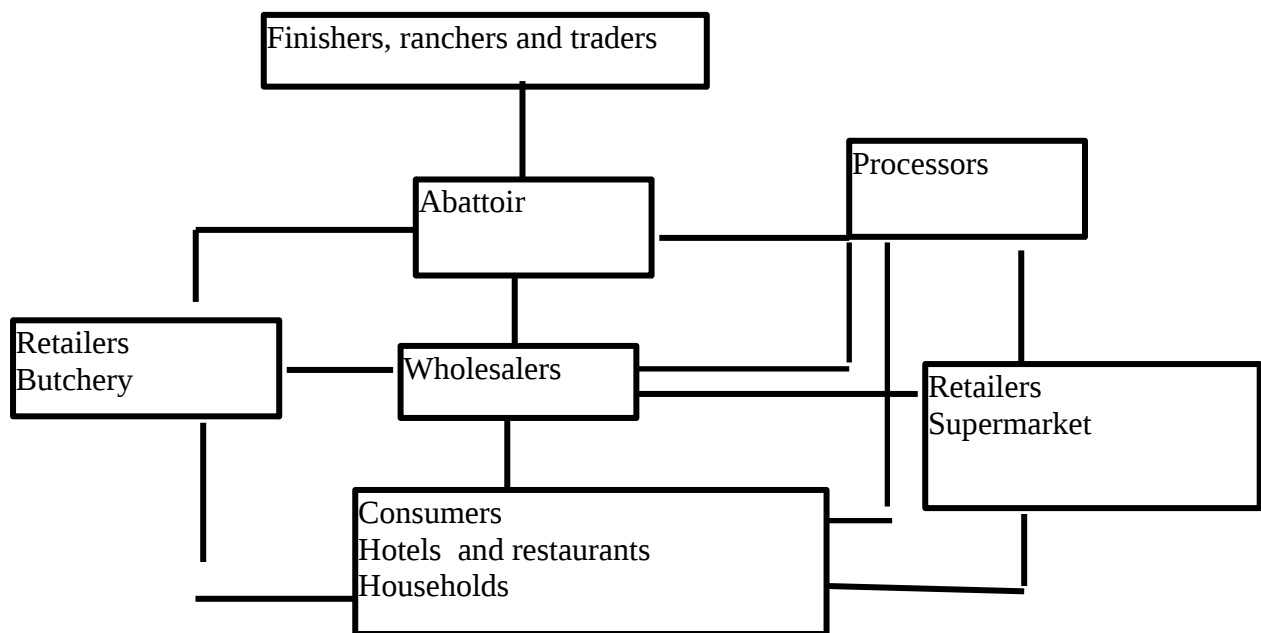 Finishers, ranchers and traders
Processors
Abattoir
Retailers
Butchery
Wholesalers
Retailers
Supermarket
Consumers
Hotels and restaurants
Households